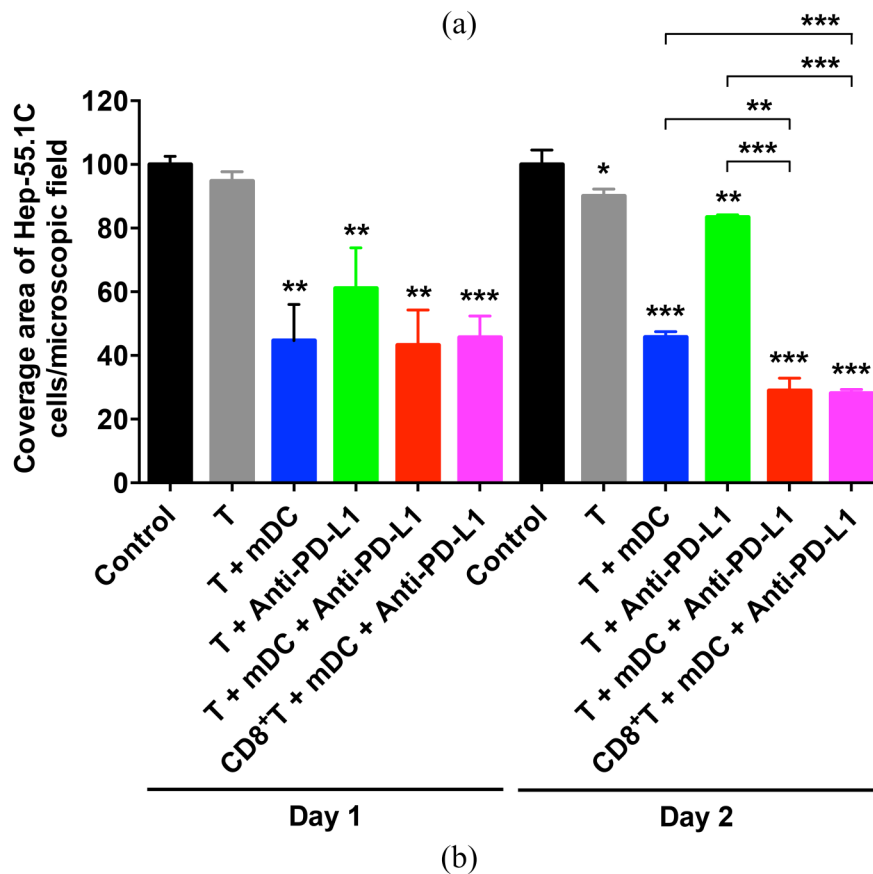 (a)
***
***
**
***
120
100
80
60
40
20
0
Coverage area of Hep-55.1C
cells/microscopic field
**
**
**
***
*
***
**
***
***
Control
T
T + mDC
T + Anti-PD-L1
T + mDC + Anti-PD-L1
CD8⁺T + mDC + Anti-PD-L1
Control
T
T + mDC
T + Anti-PD-L1
T + mDC + Anti-PD-L1
CD8⁺T + mDC + Anti-PD-L1
Day 1
Day 2
(b)